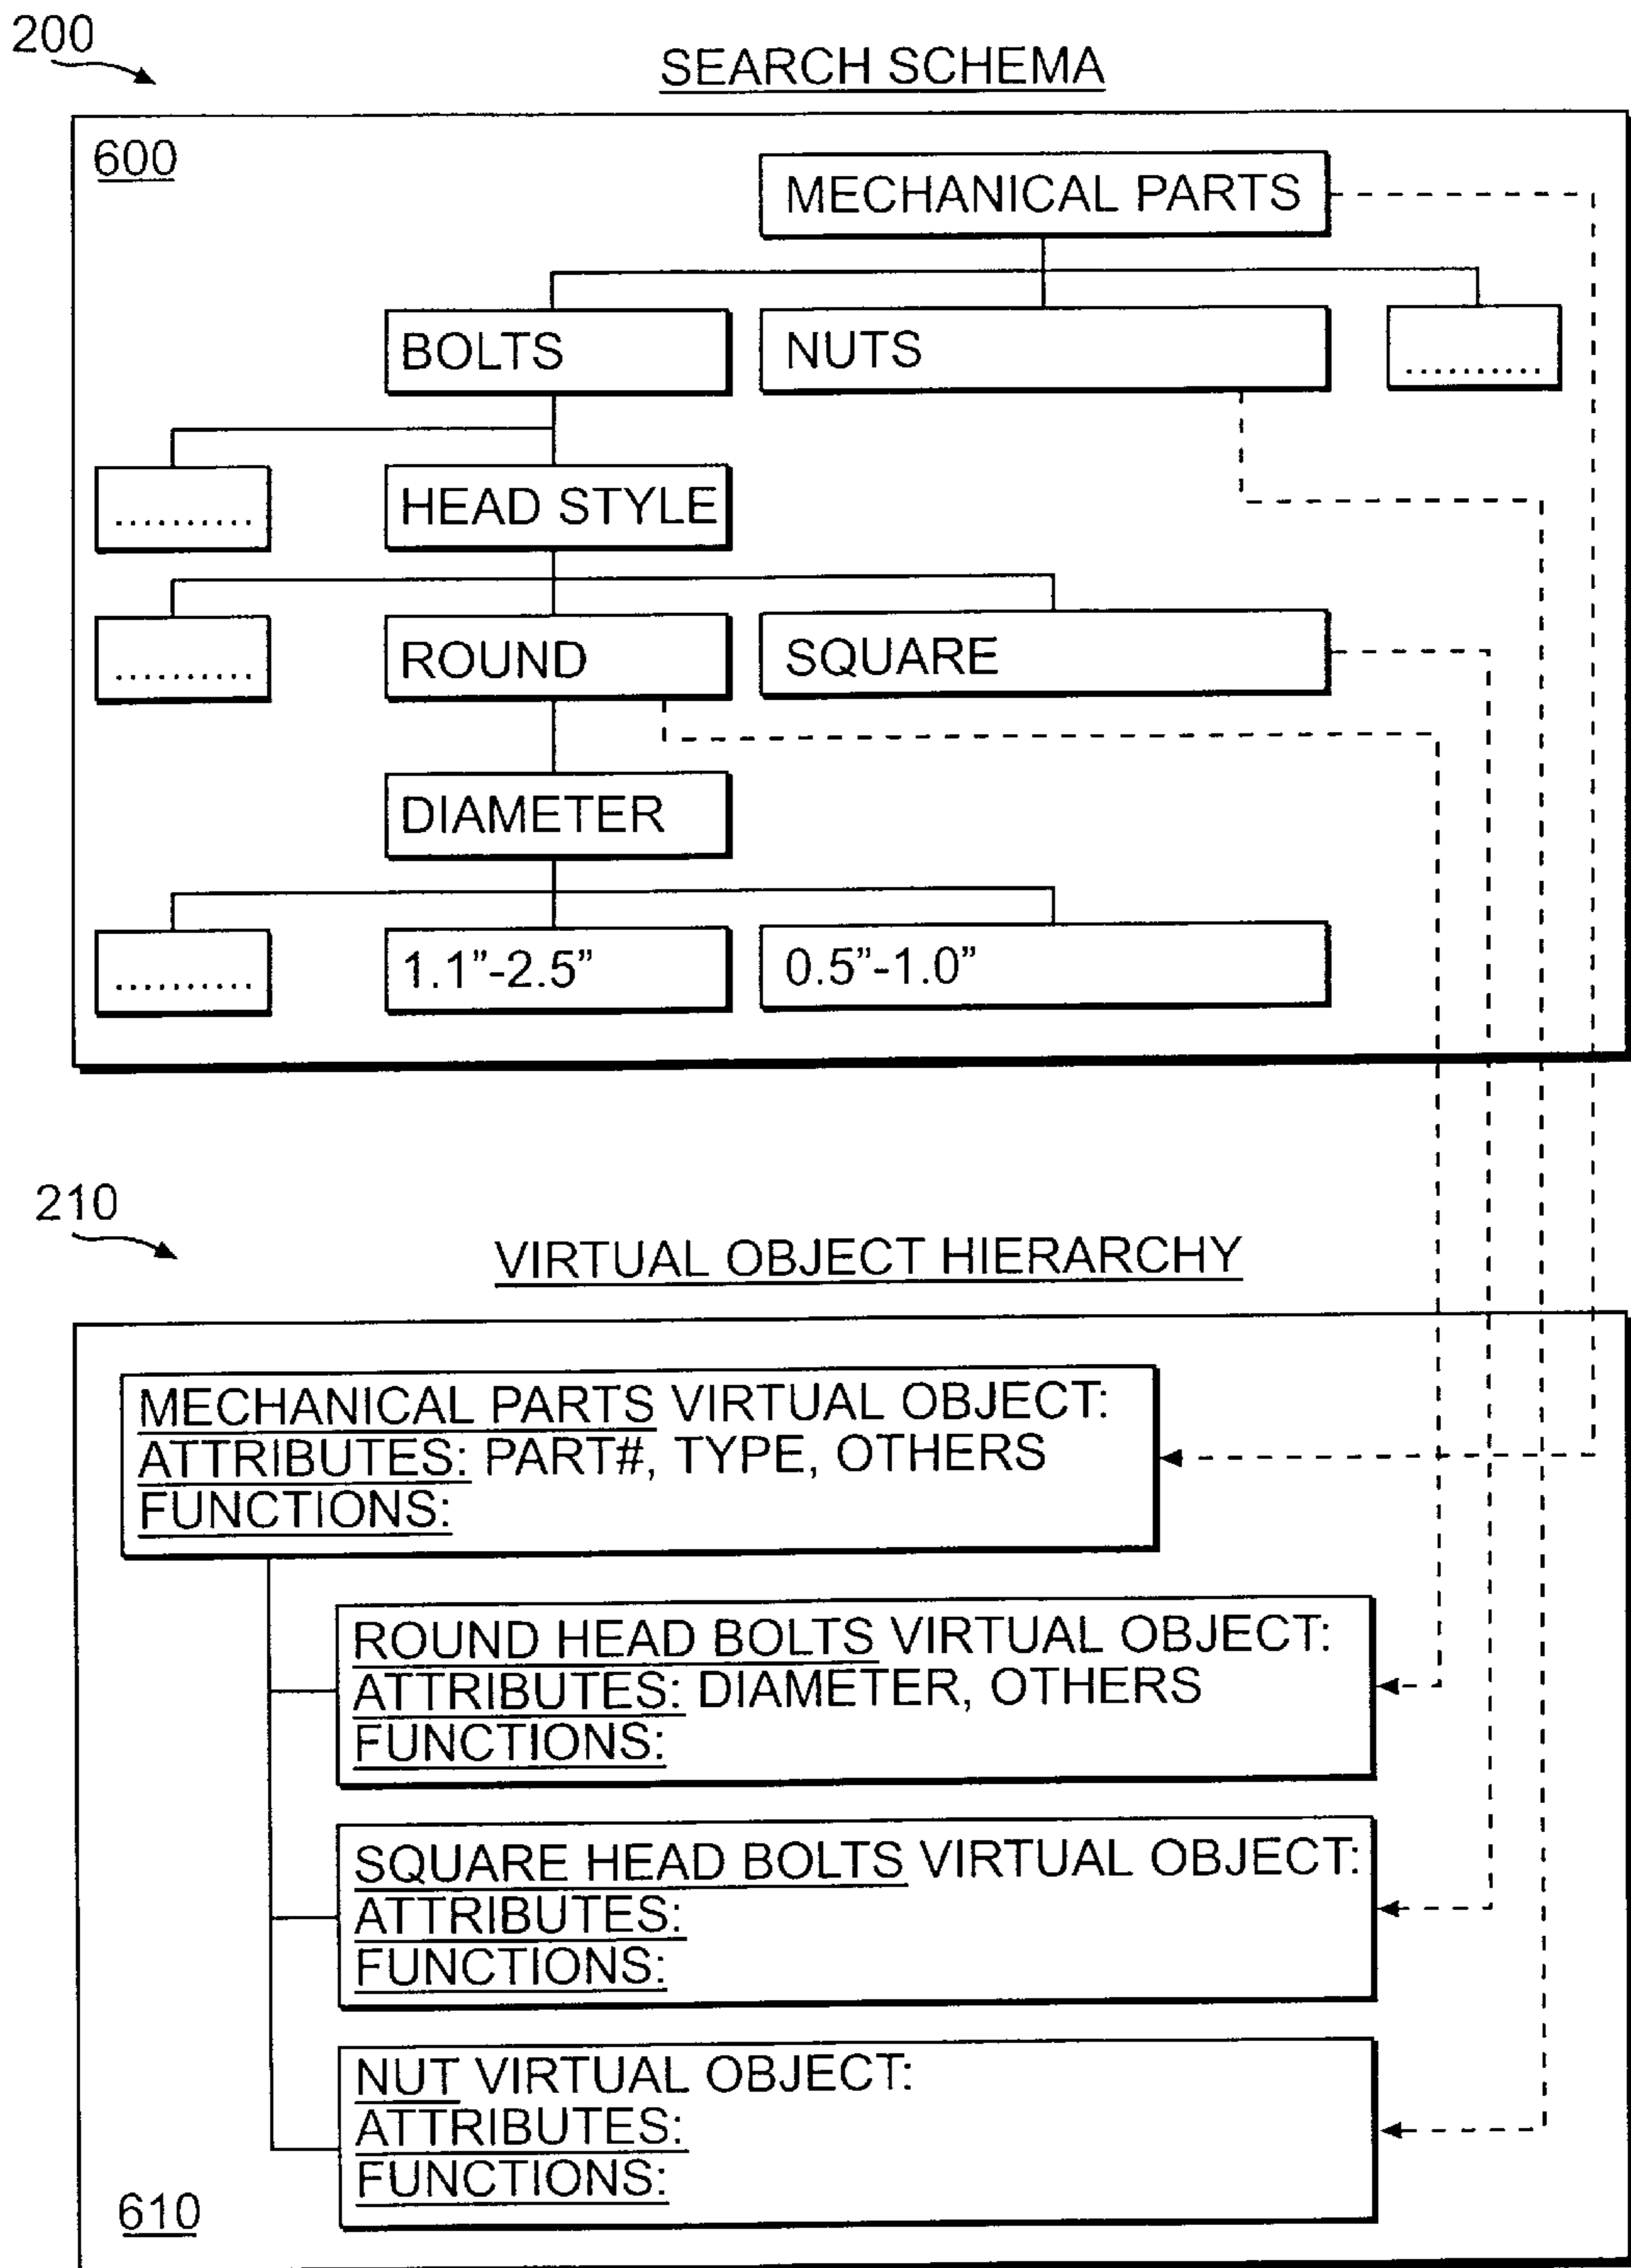 200
SEARCH SCHEMA
600
MECHANICAL PARTS
BOLTS
NUTS
..........
..........
HEAD STYLE
..........
ROUND
SQUARE
DIAMETER
..........
1.1”-2.5”
0.5”-1.0”
210
VIRTUAL OBJECT HIERARCHY
MECHANICAL PARTS VIRTUAL OBJECT:
ATTRIBUTES: PART#, TYPE, OTHERS
FUNCTIONS:
ROUND HEAD BOLTS VIRTUAL OBJECT:
ATTRIBUTES: DIAMETER, OTHERS
FUNCTIONS:
SQUARE HEAD BOLTS VIRTUAL OBJECT:
ATTRIBUTES:
FUNCTIONS:
NUT VIRTUAL OBJECT:
ATTRIBUTES:
FUNCTIONS:
610